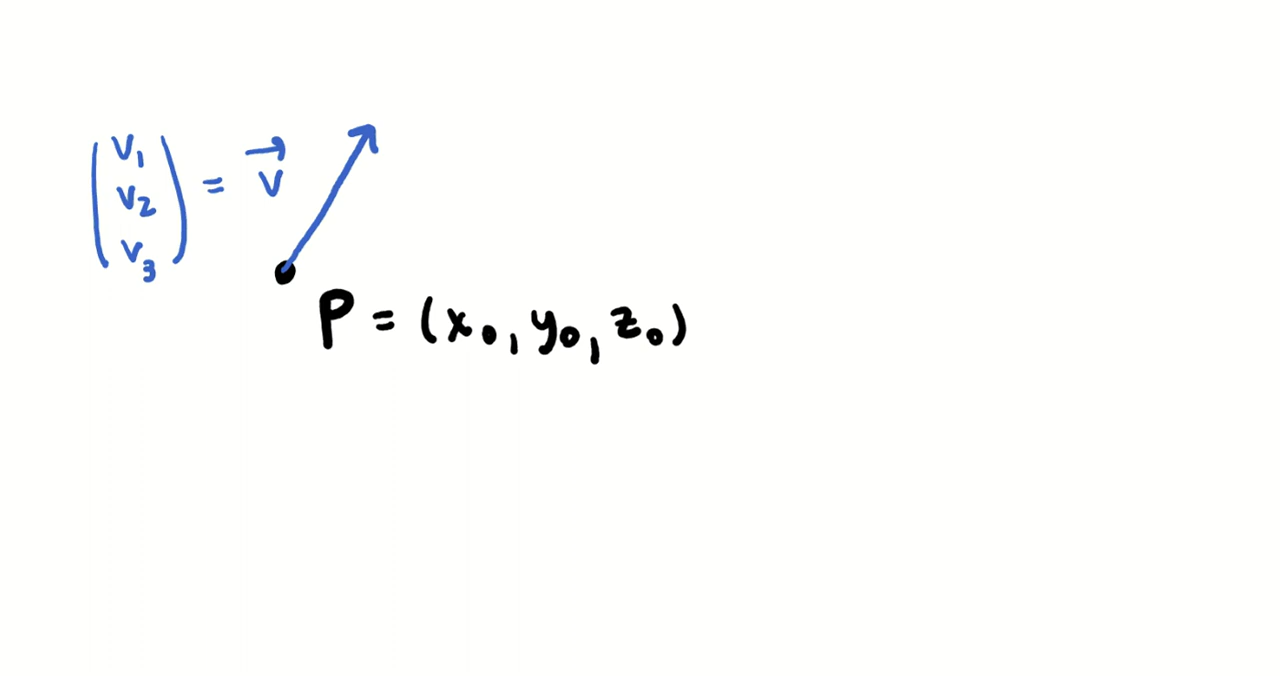 ( v₁ v₂ v₃ ) = v⃗
P = (x₀, y₀, z₀)